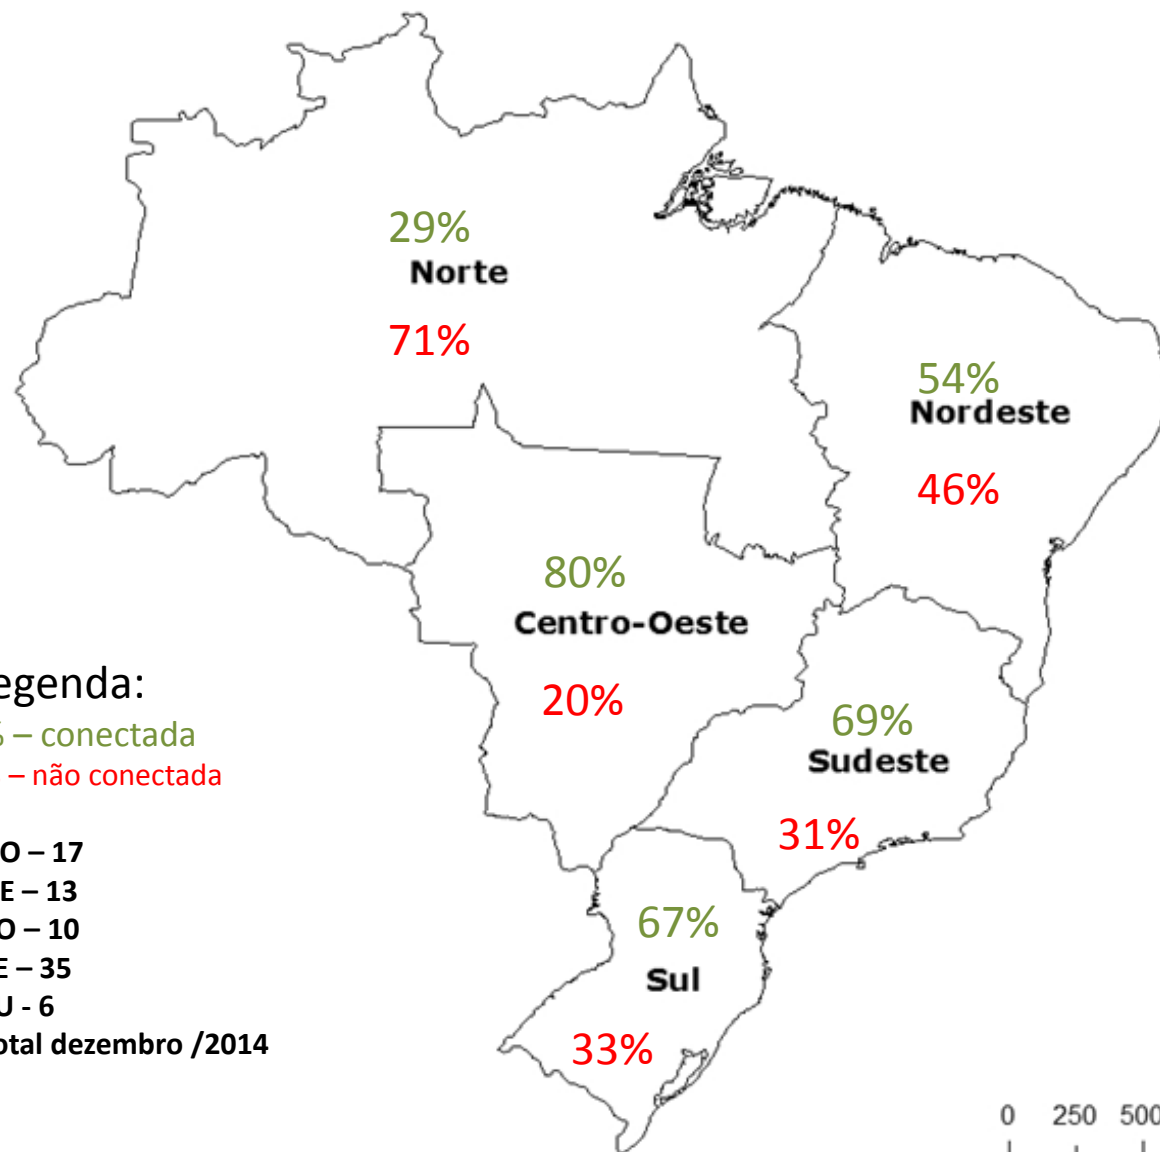 29%
Norte
71%
54%
Nordeste
46%
80%
Centro-Oeste
20%
69%
Sudeste
31%
67%
Sul
33%
egenda:
% – conectada
– não conectada
O – 17
E – 13
O – 10
E – 35
U - 6
otal dezembro /2014
0 250 500